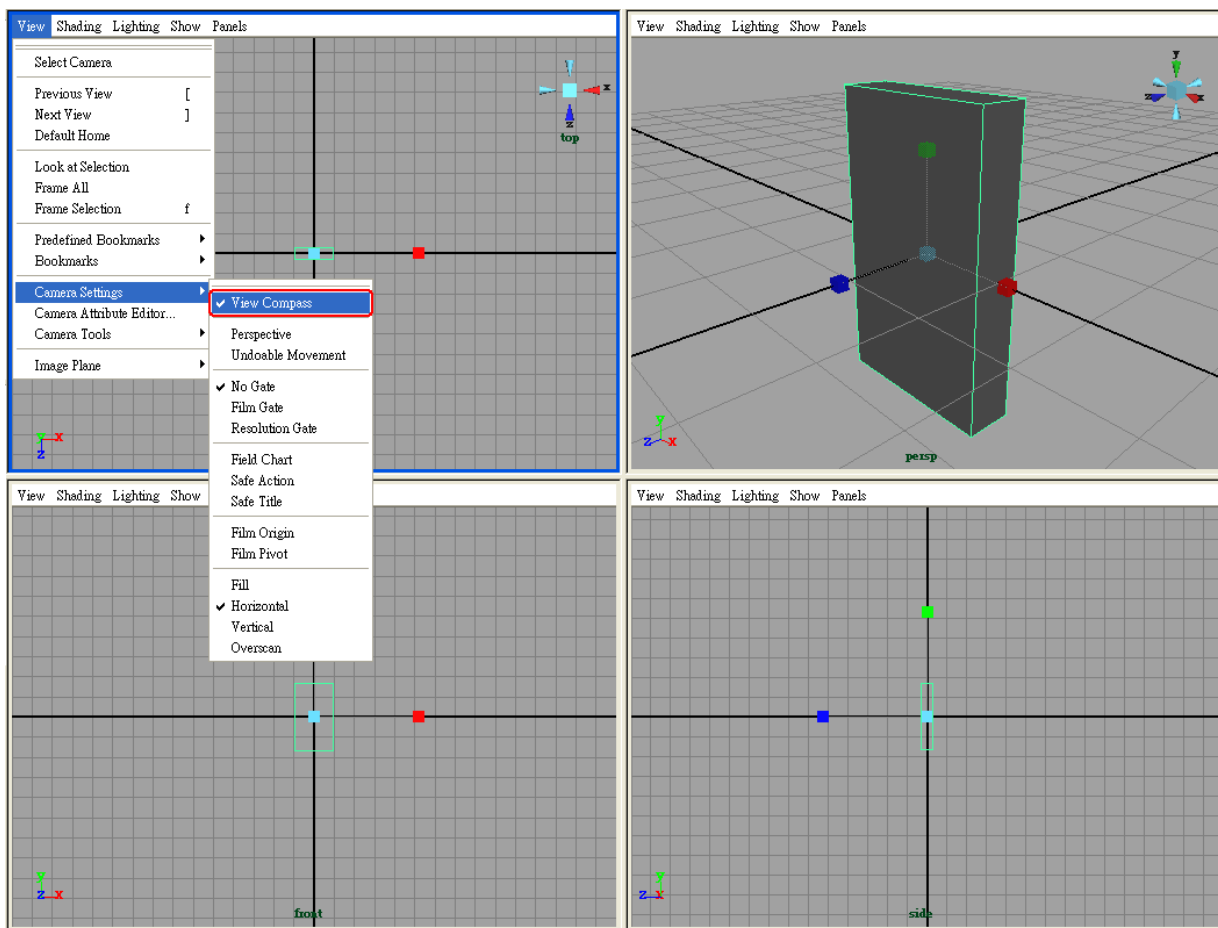 View Shading Lighting Show Panels
Select Camera
Previous View [
Next View ]
Default Home
Look at Selection
Frame All
Frame Selection f
Predefined Bookmarks
Bookmarks
Camera Settings
Camera Attribute Editor...
Camera Tools
Image Plane
View Compass
Perspective
Undoable Movement
No Gate
Film Gate
Resolution Gate
Field Chart
Safe Action
Safe Title
Film Origin
Film Pivot
Fill
Horizontal
Vertical
Overscan
x
z
top
y x
z
View Shading Lighting Show Panels
y
z x
y
z x
persp
View Shading Lighting Show
y
z x
front
View Shading Lighting Show Panels
y
z x
side